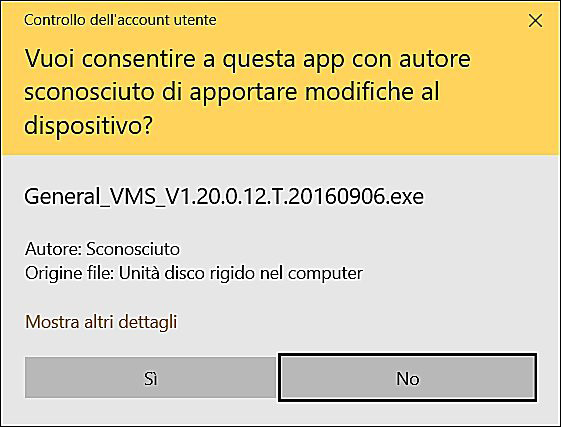 Controllo dell'account utente
Vuoi consentire a questa app con autore
sconosciuto di apportare modifiche al
dispositivo?
General_VMS_V1.20.0.12.T.20160906.exe
Autore: Sconosciuto
Origine file: Unità disco rigido nel computer
Mostra altri dettagli
Sì
No